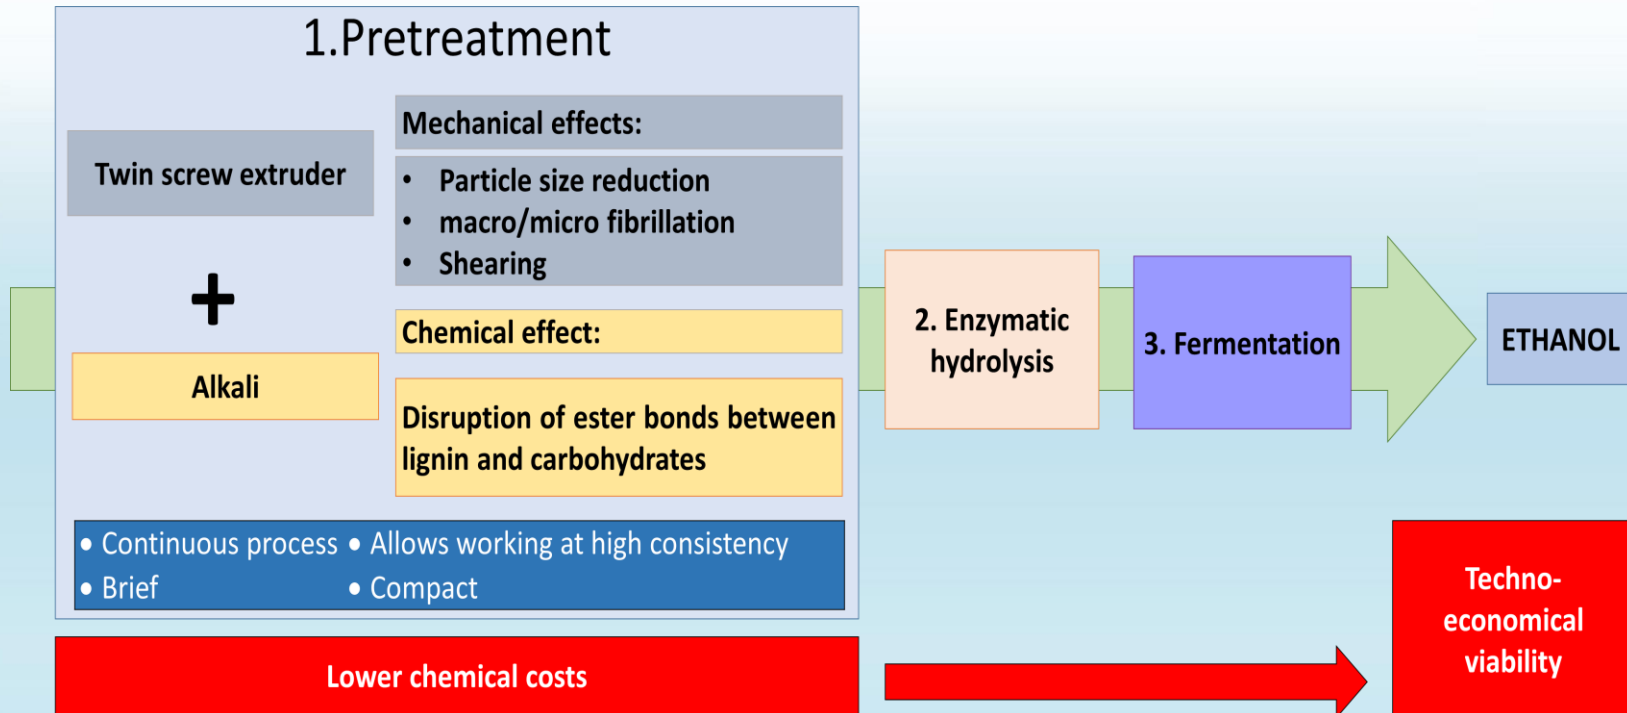 1.Pretreatment
Twin screw extruder
+
Alkali
Mechanical effects:
• Particle size reduction
• macro/micro fibrillation
• Shearing
Chemical effect:
Disruption of ester bonds between
lignin and carbohydrates
• Continuous process • Allows working at high consistency
• Brief • Compact
Lower chemical costs
2. Enzymatic
hydrolysis
3. Fermentation
ETHANOL
Techno-
economical
viability